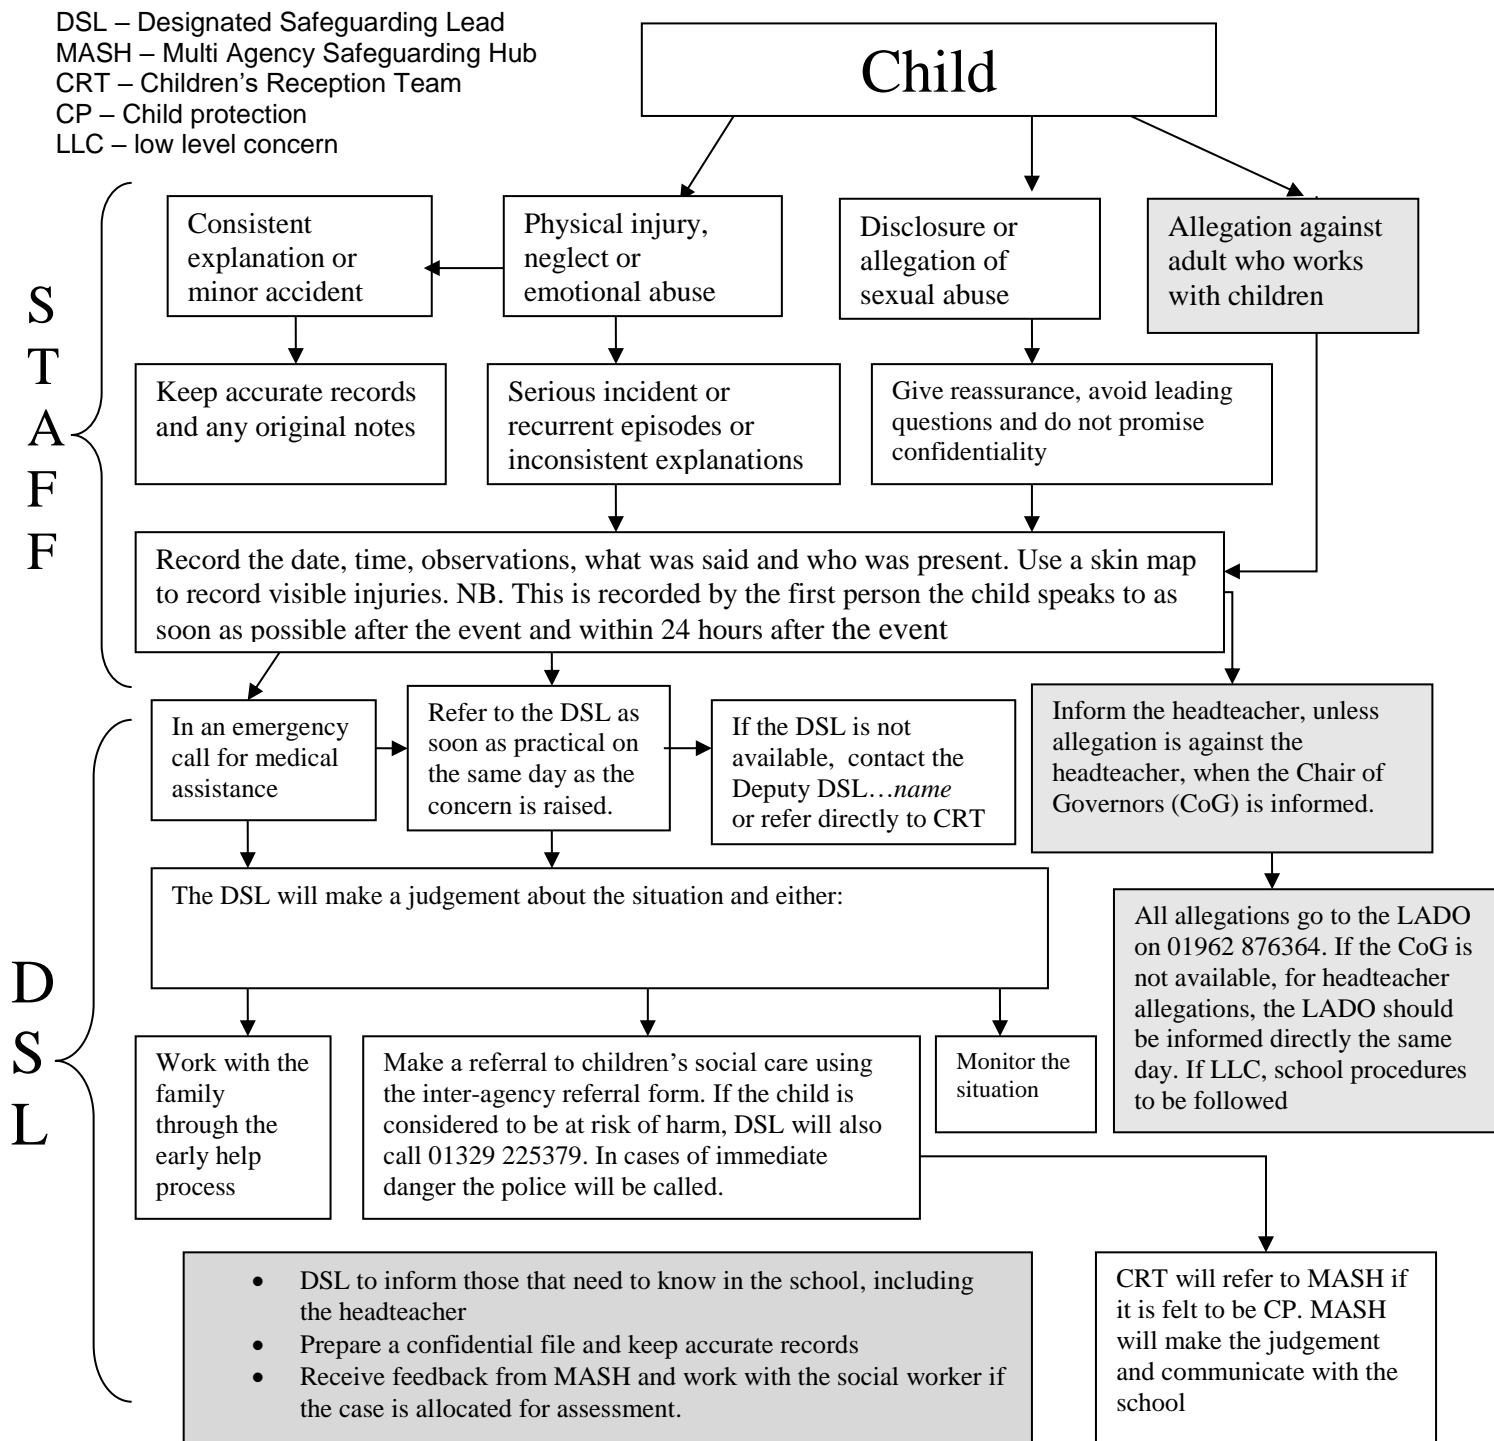 DSL – Designated Safeguarding Lead
MASH – Multi Agency Safeguarding Hub
CRT – Children's Reception Team
CP – Child protection
LLC – low level concern
Child
S
T
A
F
F
Consistent
explanation or
minor accident
Physical injury,
neglect or
emotional abuse
Disclosure or
allegation of
sexual abuse
Allegation against
adult who works
with children
Keep accurate records
and any original notes
Serious incident or
recurrent episodes or
inconsistent explanations
Give reassurance, avoid leading
questions and do not promise
confidentiality
Record the date, time, observations, what was said and who was present. Use a skin map
to record visible injuries. NB. This is recorded by the first person the child speaks to as
soon as possible after the event and within 24 hours after the event
D
S
L
In an emergency
call for medical
assistance
Refer to the DSL as
soon as practical on
the same day as the
concern is raised.
If the DSL is not
available, contact the
Deputy DSL…name
or refer directly to CRT
Inform the headteacher, unless
allegation is against the
headteacher, when the Chair of
Governors (CoG) is informed.
The DSL will make a judgement about the situation and either:
All allegations go to the LADO
on 01962 876364. If the CoG is
not available, for headteacher
allegations, the LADO should
be informed directly the same
day. If LLC, school procedures
to be followed
Work with the
family
through the
early help
process
Make a referral to children's social care using
the inter-agency referral form. If the child is
considered to be at risk of harm, DSL will also
call 01329 225379. In cases of immediate
danger the police will be called.
Monitor the
situation
• DSL to inform those that need to know in the school, including
the headteacher
• Prepare a confidential file and keep accurate records
• Receive feedback from MASH and work with the social worker if
the case is allocated for assessment.
CRT will refer to MASH if
it is felt to be CP. MASH
will make the judgement
and communicate with the
school